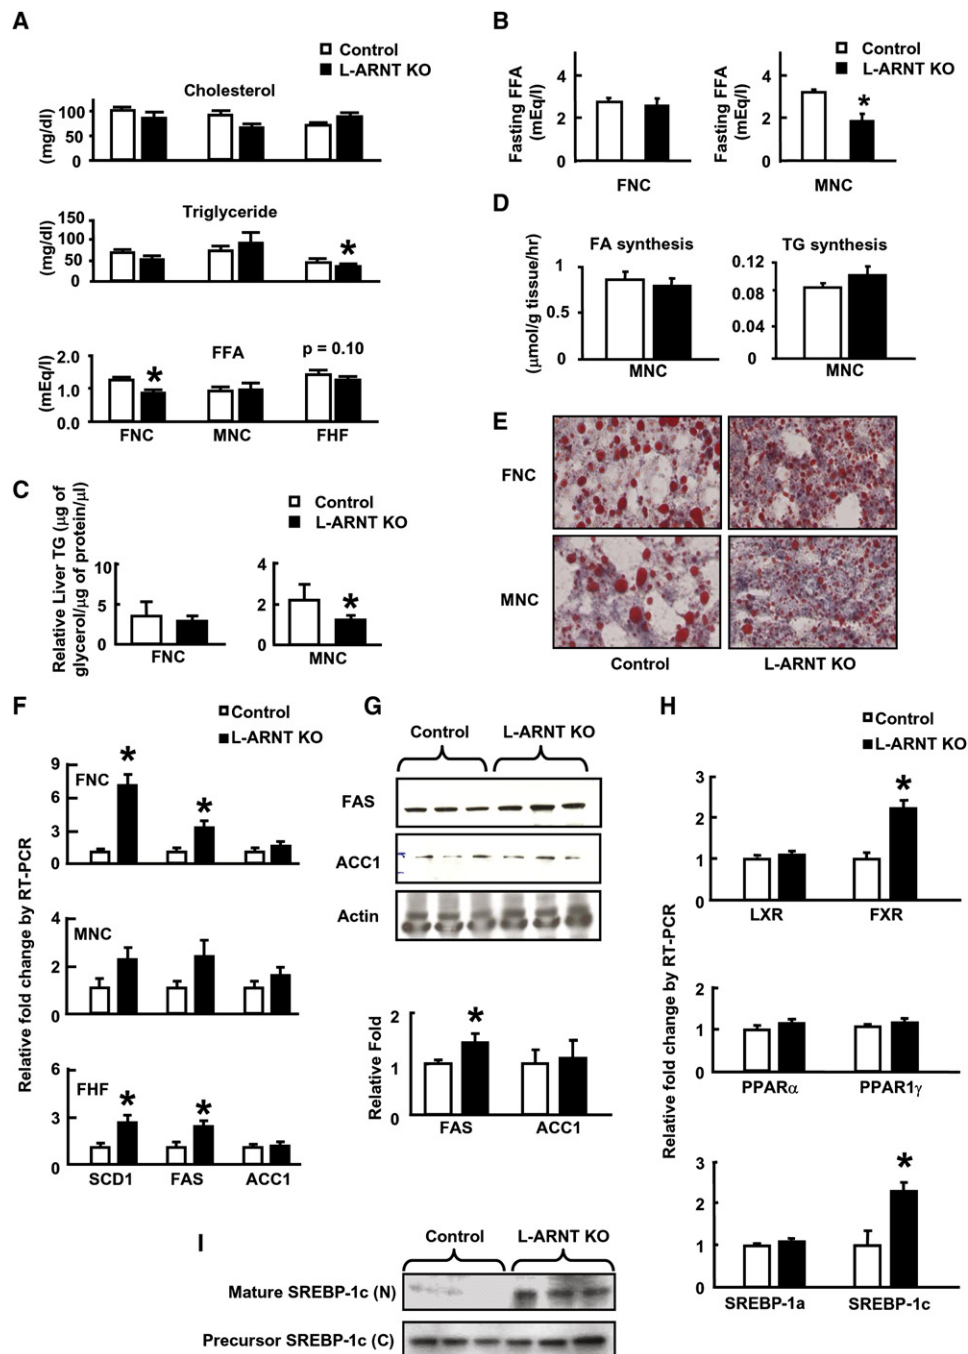 A
Control
L-ARNT KO
Cholesterol
(mg/dl)
100
50
0
Triglyceride
(mg/dl)
150
100
50
0
*
FFA
p = 0.10
(mEq/l)
2.0
1.0
0.0
*
FNC MNC FHF
B
Control
L-ARNT KO
Fasting FFA
(mEq/l)
4
2
0
FNC
Fasting FFA
(mEq/l)
4
2
0
*
MNC
C
Control
L-ARNT KO
Relative Liver TG (μg of
glycerol/μg of protein/μl)
10
5
0
FNC
4
2
0
*
MNC
D
FA synthesis
(μmol/g tissue/hr)
1
0.5
0
MNC
TG synthesis
0.12
0.08
0.04
0
MNC
E
FNC
MNC
Control L-ARNT KO
F
Control
L-ARNT KO
Relative fold change by RT-PCR
9
6
3
0
FNC
* *
4
2
0
MNC
6
3
0
FHF
* *
SCD1 FAS ACC1
G
Control L-ARNT KO
FAS
ACC1
Actin
Relative Fold
2
1
0
*
FAS ACC1
H
Control
L-ARNT KO
Relative fold change by RT-PCR
3
2
1
0
*
LXR FXR
2
1
0
PPARα PPAR1γ
3
2
1
0
*
SREBP-1a SREBP-1c
I
Control L-ARNT KO
Mature SREBP-1c (N)
Precursor SREBP-1c (C)